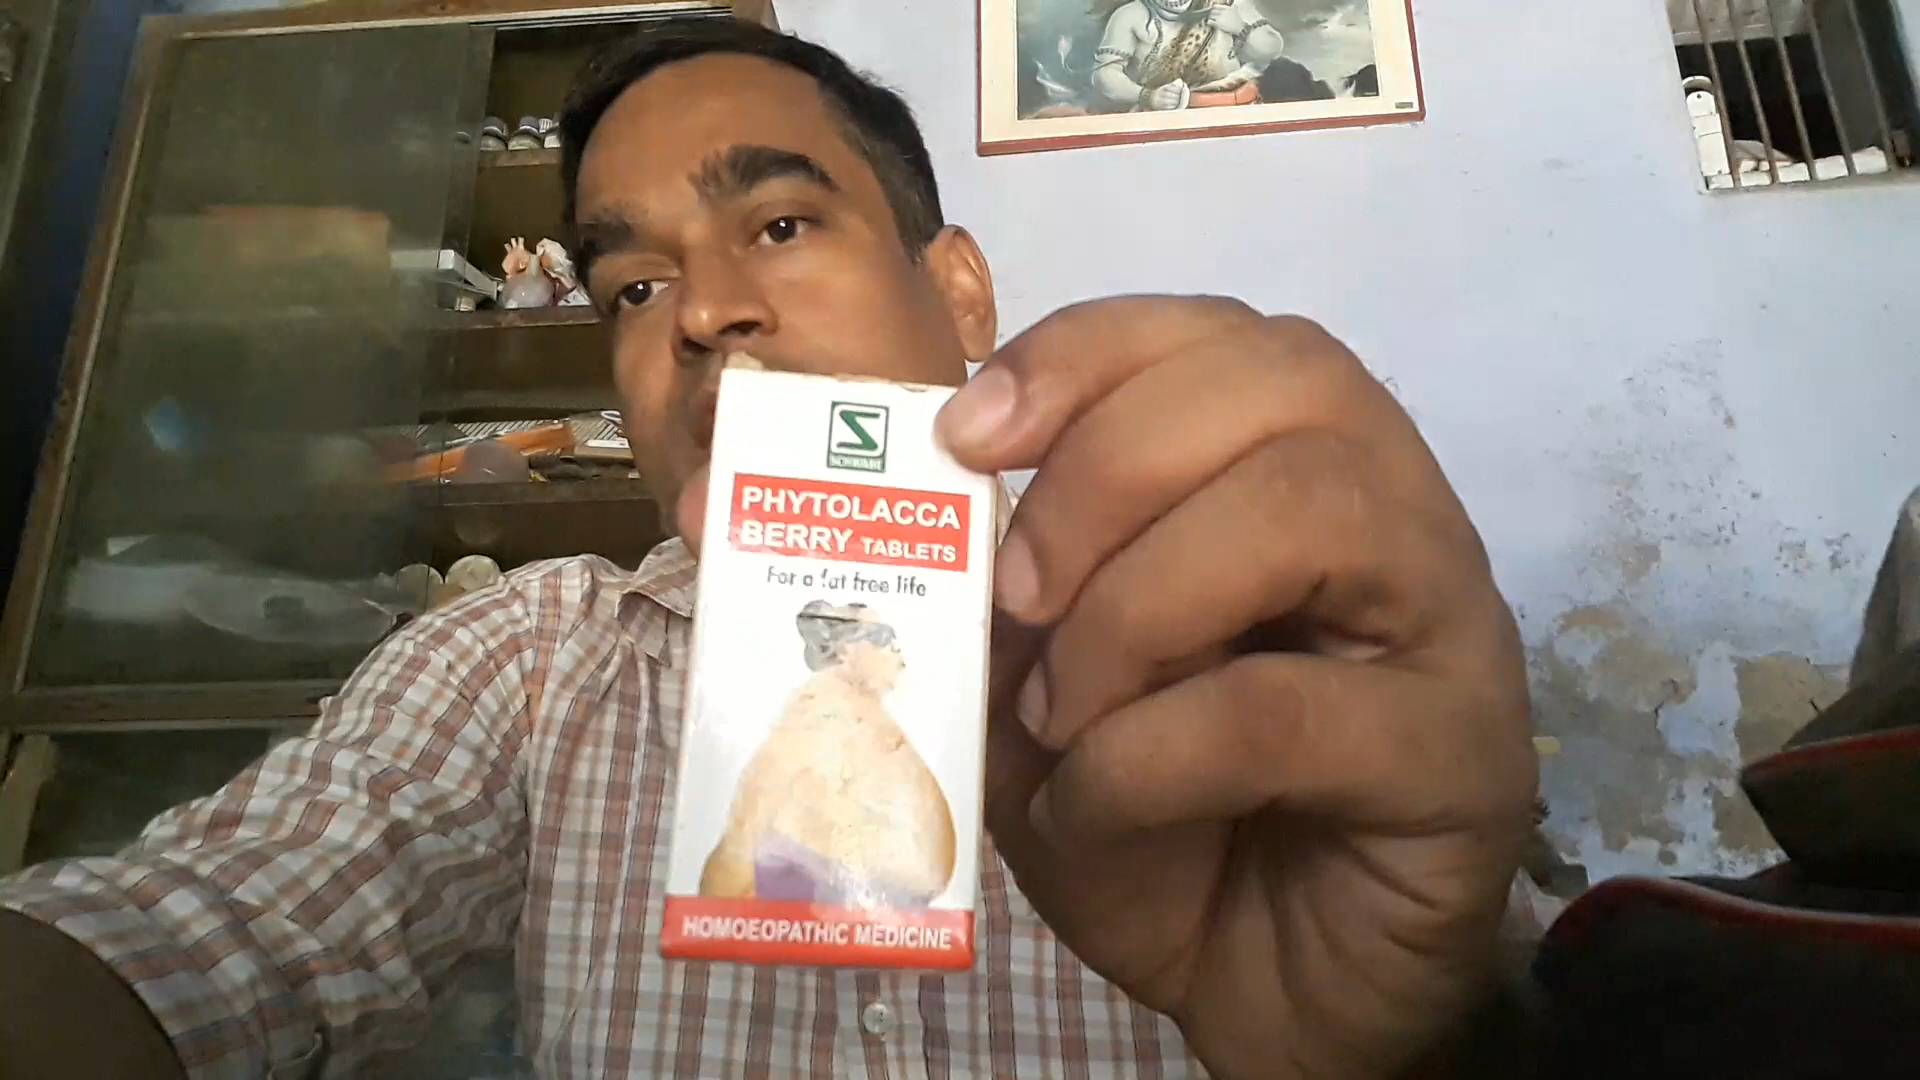 SCHWABE
PHYTOLACCA
BERRY TABLETS
For a fat free life
HOMOEOPATHIC MEDICINE